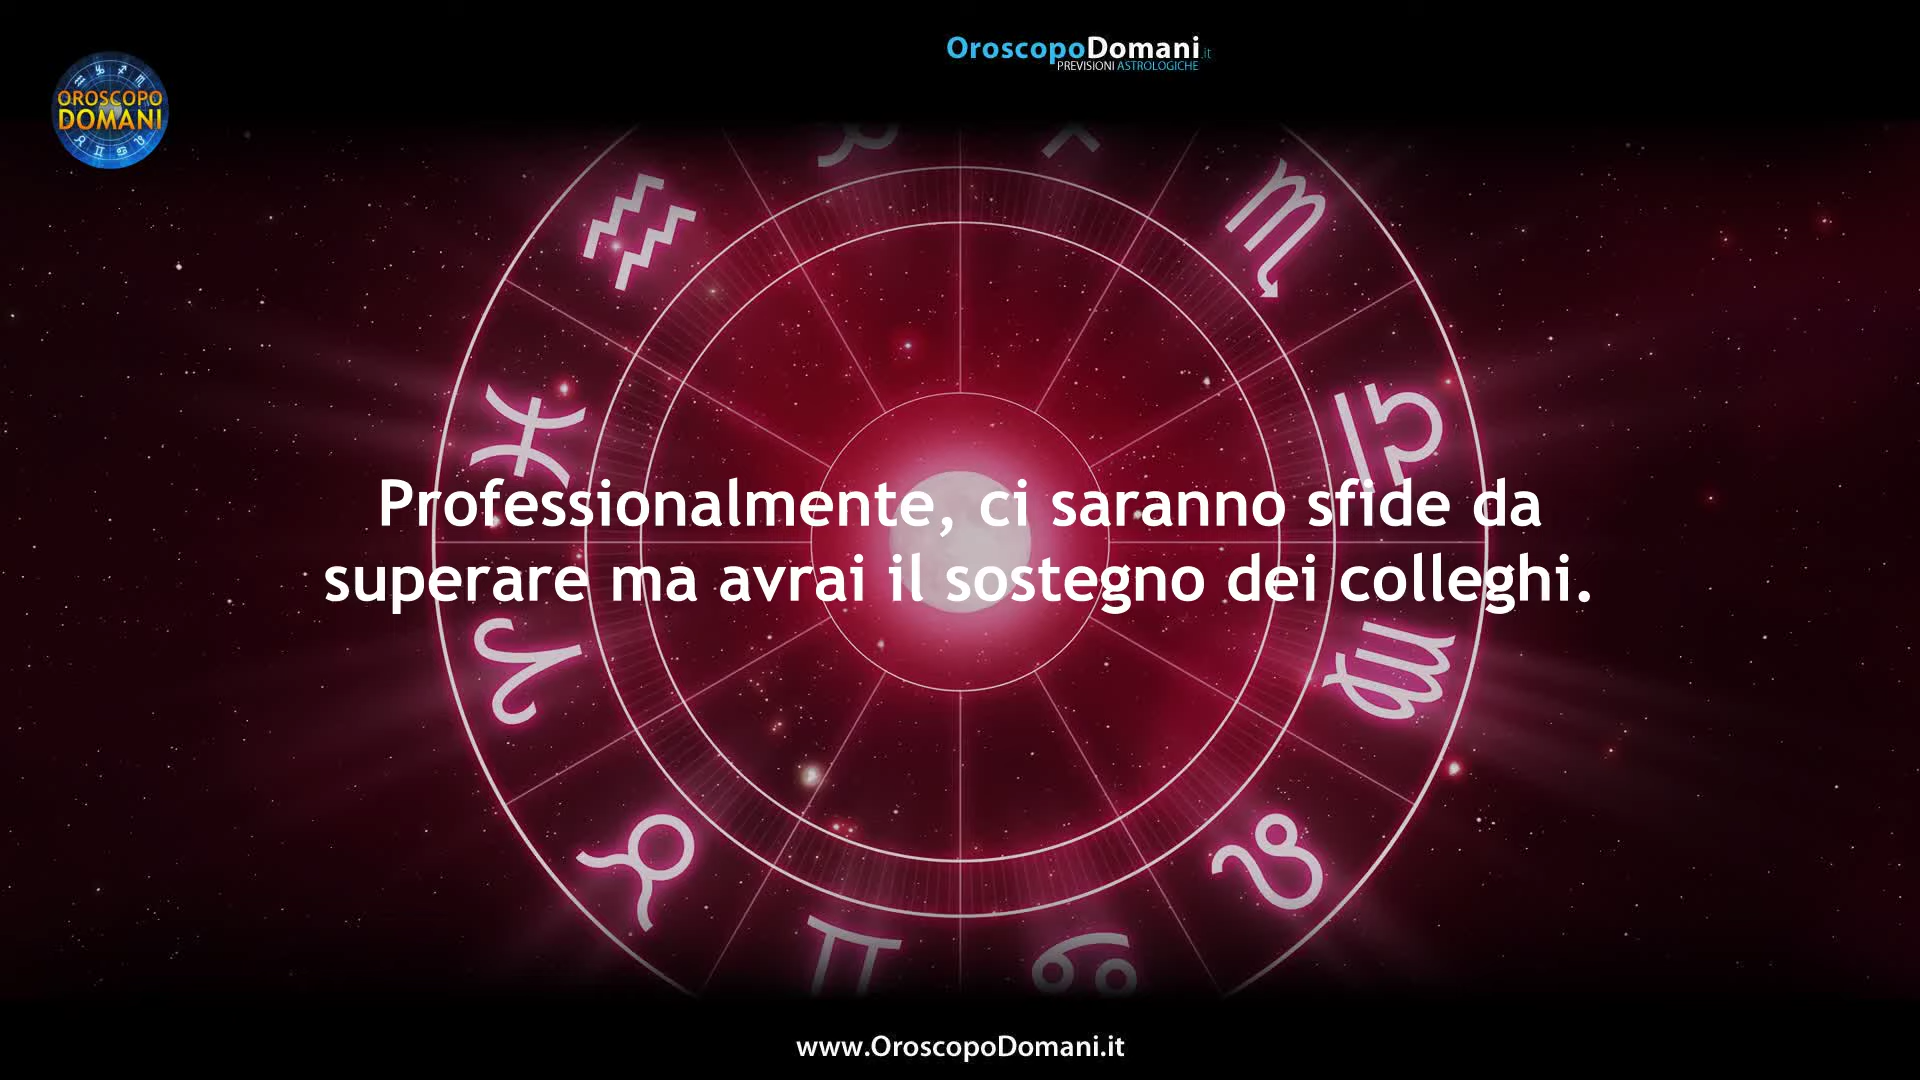 OroscopoDomani.it
PREVISIONI ASTROLOGICHE
OROSCOPO
DOMANI
Professionalmente, ci saranno sfide da
superare ma avrai il sostegno dei colleghi.
www.OroscopoDomani.it